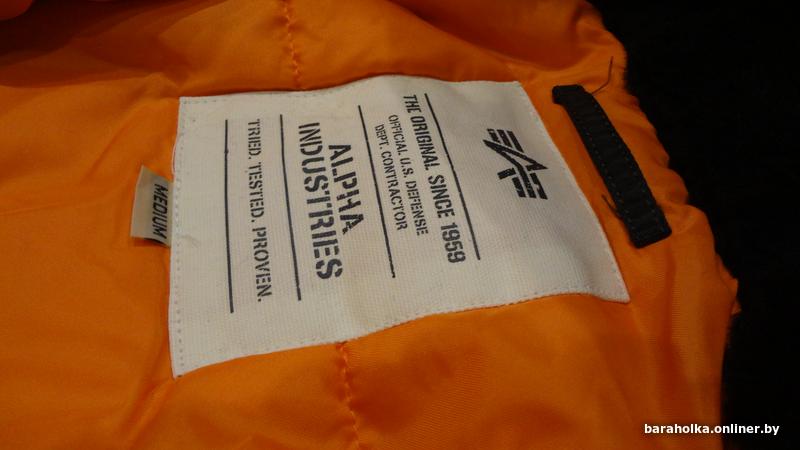 THE ORIGINAL SINCE 1959
OFFICIAL U.S. DEFENSE
DEPT. CONTRACTOR
ALPHA
INDUSTRIES
TRIED. TESTED. PROVEN.
MEDIUM
baraholka.onliner.by